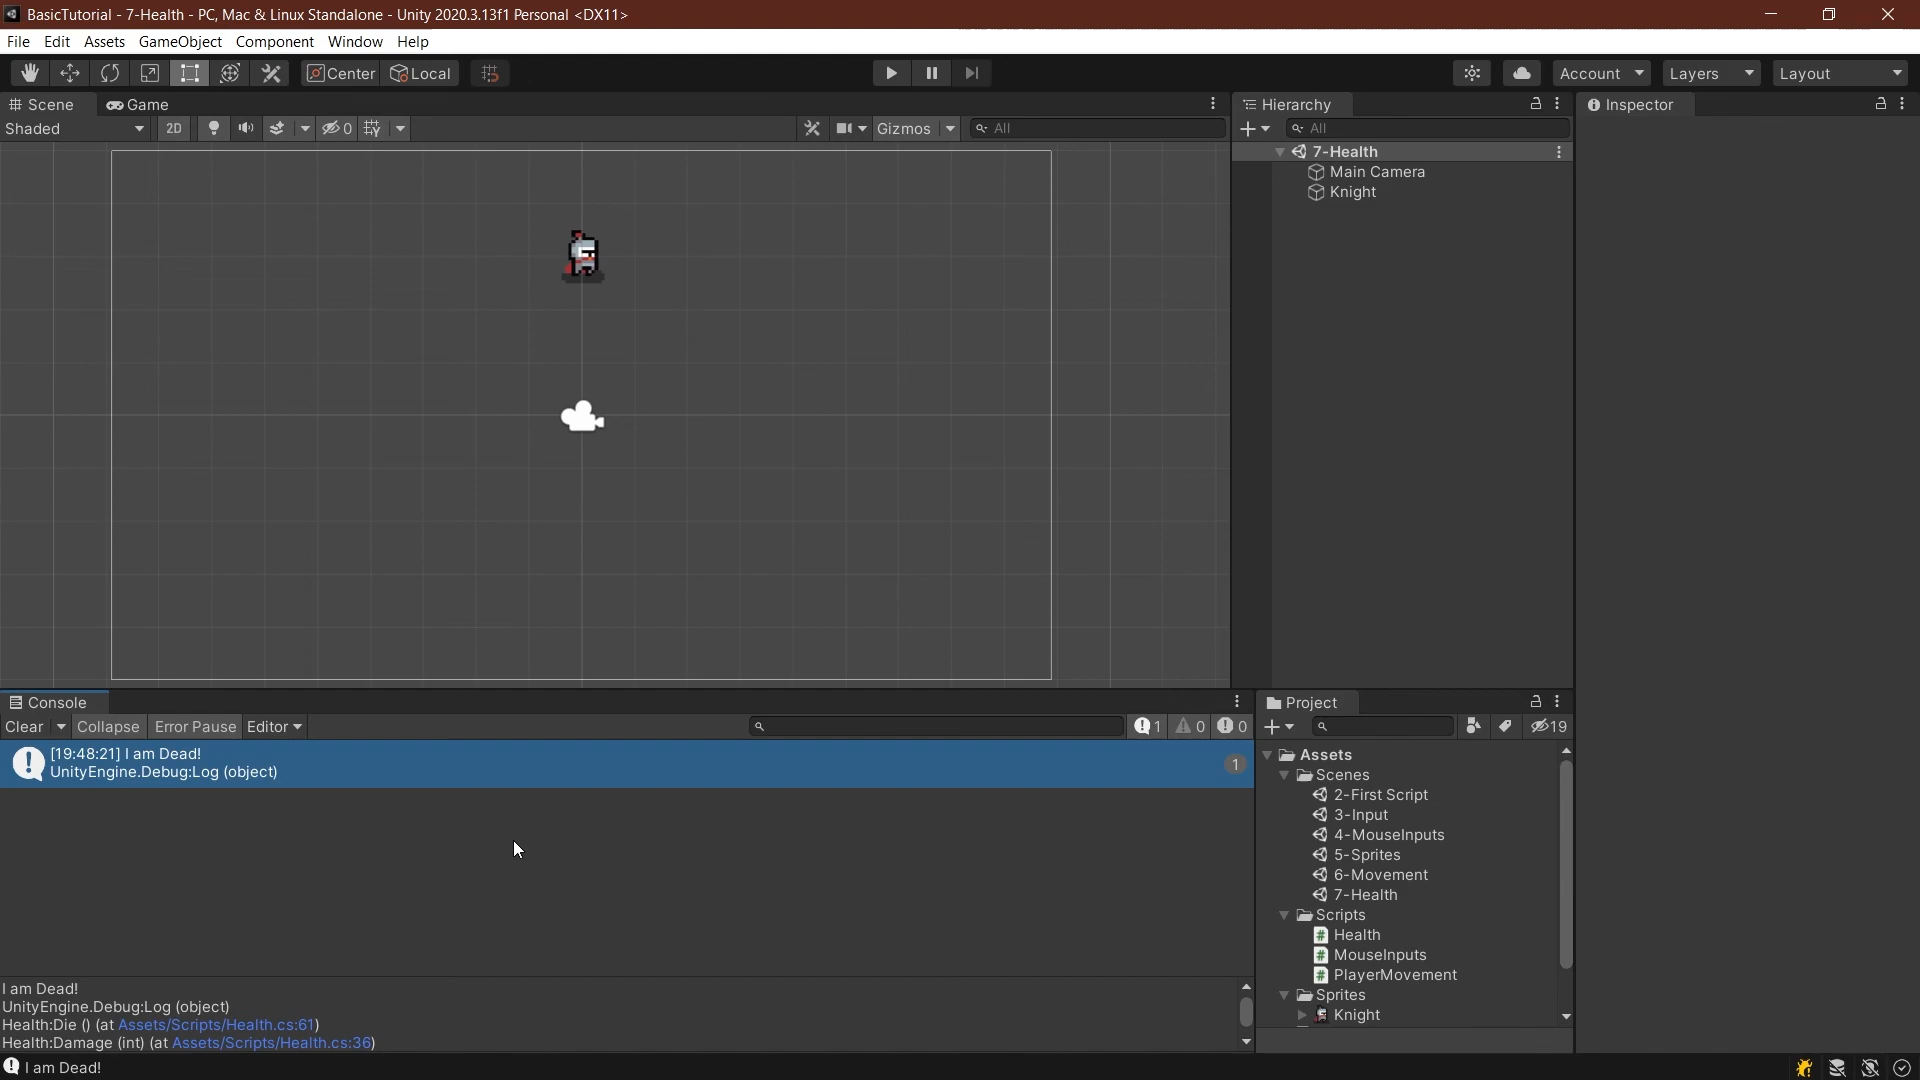 BasicTutorial - 7-Health - PC, Mac & Linux Standalone - Unity 2020.3.13f1 Personal <DX11>
File Edit Assets GameObject Component Window Help
Center Local Account Layers Layout
Scene Game
Hierarchy
Inspector
Shaded 2D 0 Gizmos All
All
7-Health
Main Camera
Knight
Console
Project
Clear Collapse Error Pause Editor 1 0 0
19
[19:48:21] I am Dead!
UnityEngine.Debug:Log (object)
1
Assets
Scenes
2-First Script
3-Input
4-MouseInputs
5-Sprites
6-Movement
7-Health
Scripts
Health
MouseInputs
PlayerMovement
Sprites
Knight
I am Dead!
UnityEngine.Debug:Log (object)
Health:Die () (at Assets/Scripts/Health.cs:61)
Health:Damage (int) (at Assets/Scripts/Health.cs:36)
I am Dead!